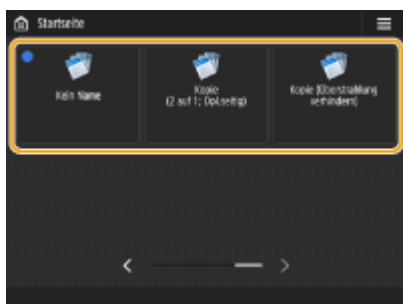 Startseite
Kein Name
Kopie
(2 auf 1; Dpl.seitig)
Kopie (Überstrahlung
verhindern)